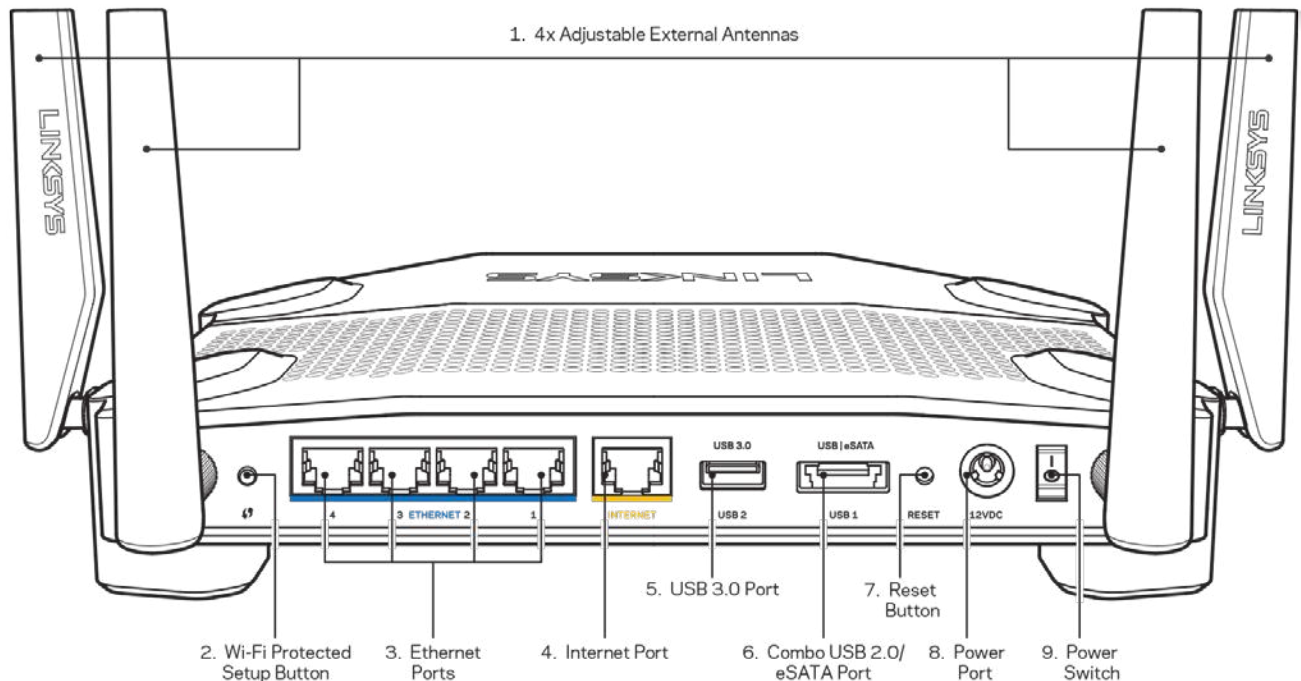 1. 4x Adjustable External Antennas
LINKSYS
LINKSYS
LINKSYS
USB 3.0
USB | eSATA
4
3 ETHERNET 2
1
INTERNET
USB 2
USB 1
RESET
12VDC
5. USB 3.0 Port
7. Reset
Button
2. Wi-Fi Protected
Setup Button
3. Ethernet
Ports
4. Internet Port
6. Combo USB 2.0/
eSATA Port
8. Power
Port
9. Power
Switch